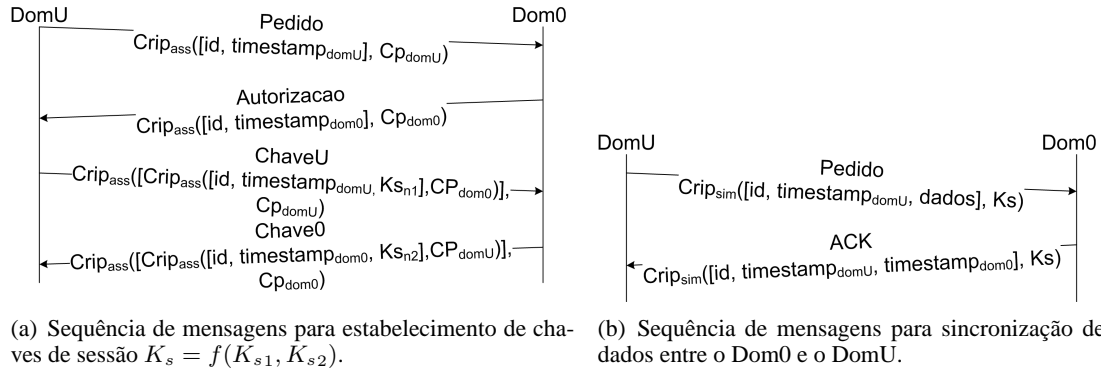 DomU
Dom0
Pedido
Crip_ass([id, timestamp_domU], Cp_domU)
Autorizacao
Crip_ass([id, timestamp_dom0], Cp_dom0)
ChaveU
Crip_ass([Crip_ass([id, timestamp_domU, Ks_n1],CP_dom0)],
Cp_domU)
Chave0
Crip_ass([Crip_ass([id, timestamp_dom0, Ks_n2],CP_domU)],
Cp_dom0)
(a) Sequência de mensagens para estabelecimento de cha-
ves de sessão K_s = f(K_s1, K_s2).
DomU
Dom0
Pedido
Crip_sim([id, timestamp_domU, dados], Ks)
ACK
Crip_sim([id, timestamp_domU, timestamp_dom0], Ks)
(b) Sequência de mensagens para sincronização de
dados entre o Dom0 e o DomU.